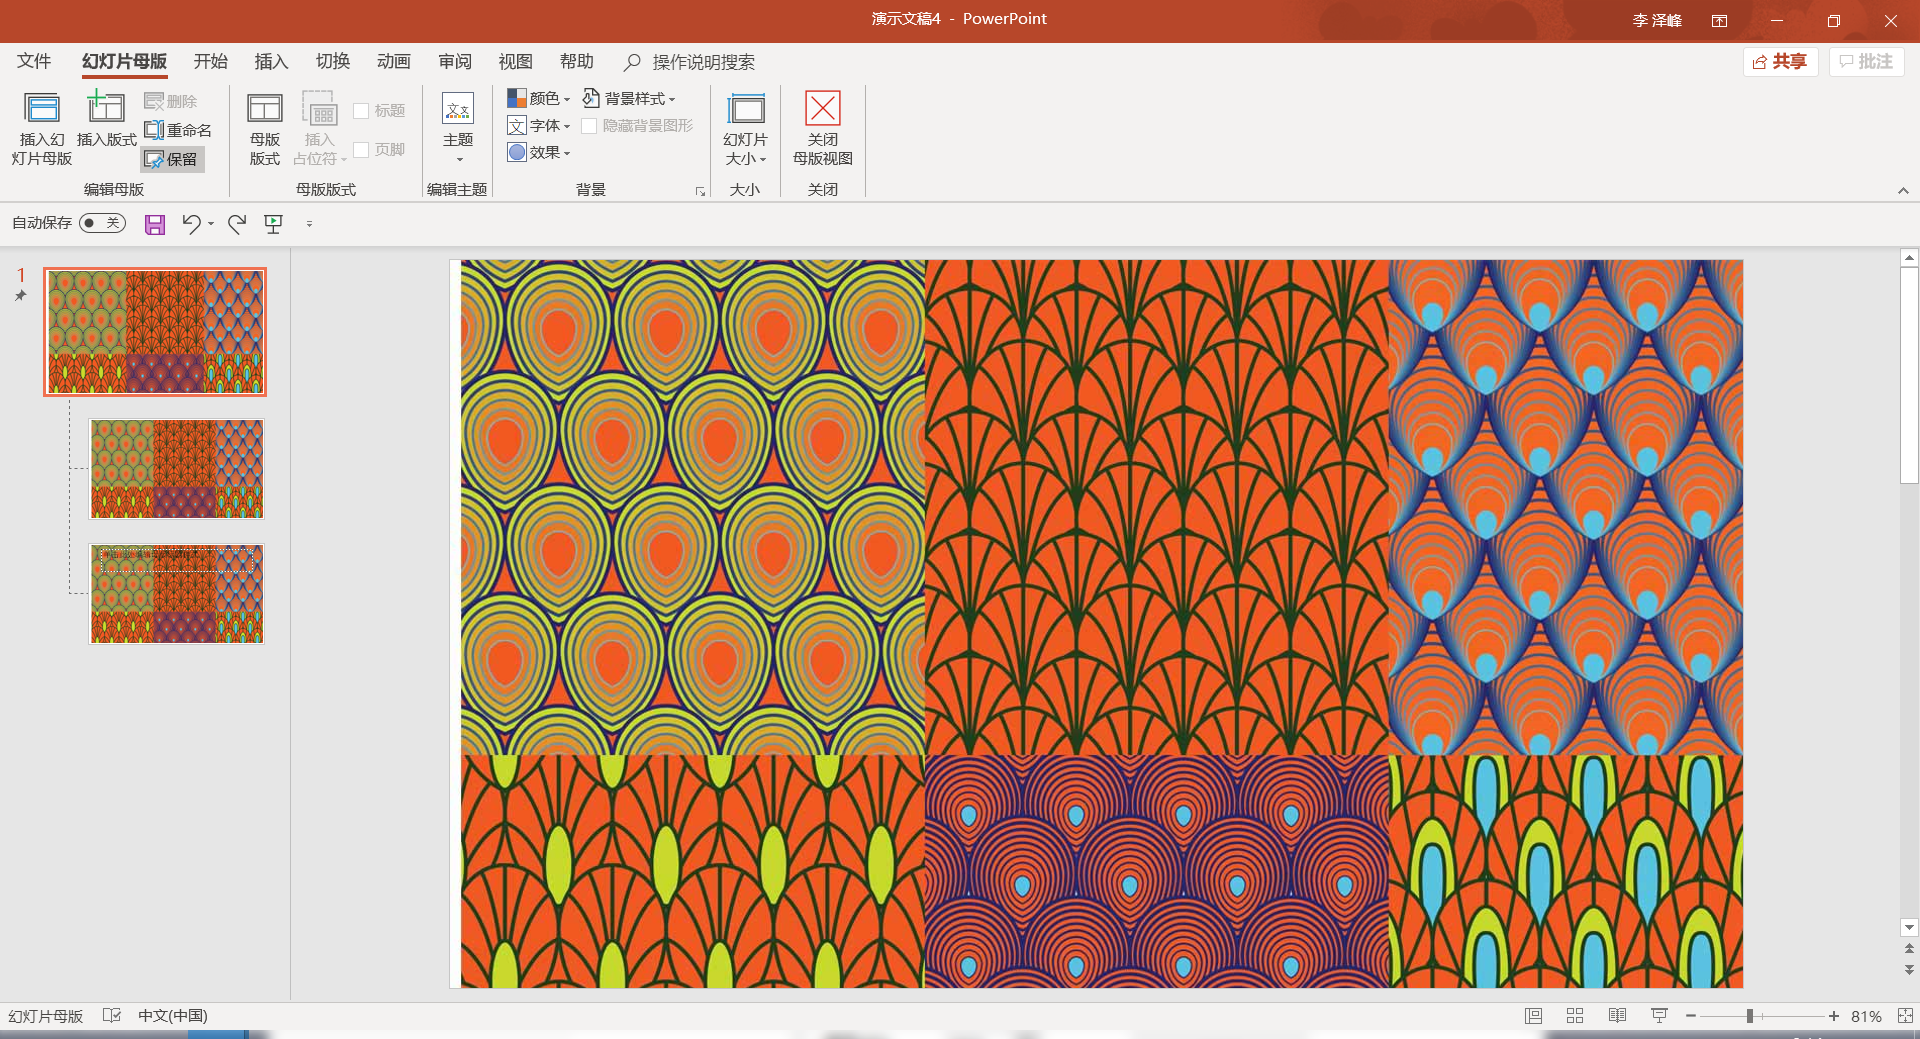 演示文稿4 - PowerPoint
李 泽峰
文件
幻灯片母版
开始
插入
切换
动画
审阅
视图
帮助
操作说明搜索
共享
批注
插入幻
灯片母版
插入版式
删除
重命名
保留
编辑母版
母版
版式
插入
占位符
标题
页脚
母版版式
主题
编辑主题
颜色
字体
效果
背景样式
隐藏背景图形
背景
幻灯片
大小
大小
关闭
母版视图
关闭
自动保存
关
1
幻灯片母版
中文(中国)
81%